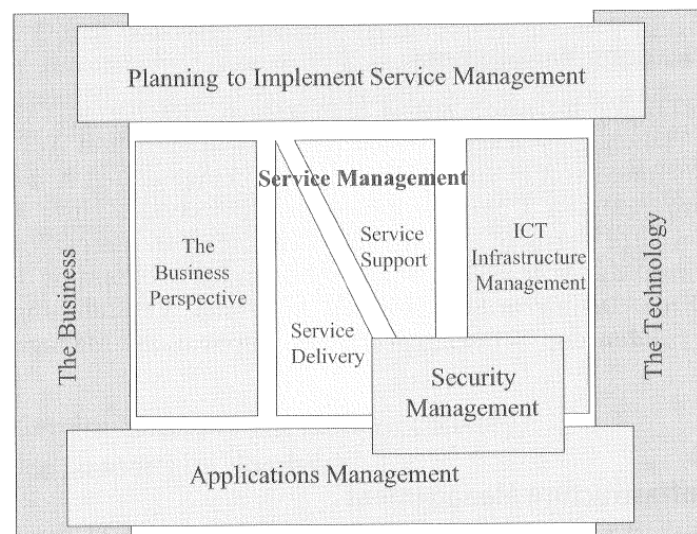 Planning to Implement Service Management
The Business
The
Business
Perspective
Service Management
Service
Support
Service
Delivery
ICT
Infrastructure
Management
The Technology
Security
Management
Applications Management